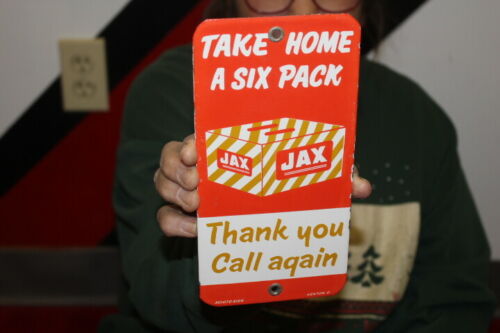 TAKE HOME
A SIX PACK
JAX JAX
Thank you
Call again